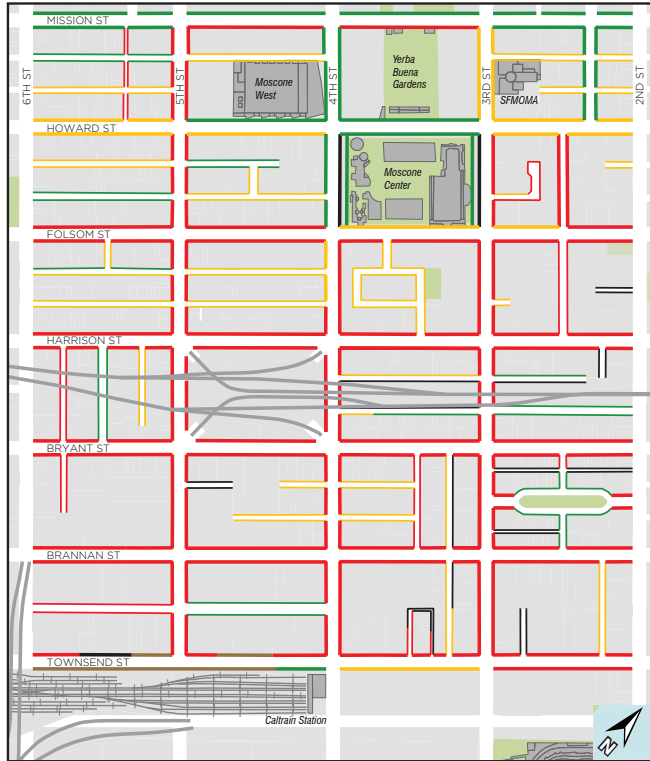 MISSION ST
6TH ST
5TH ST
4TH ST
3RD ST
2ND ST
Moscone
West
Yerba
Buena
Gardens
SFMOMA
HOWARD ST
Moscone
Center
FOLSOM ST
HARRISON ST
BRYANT ST
BRANNAN ST
TOWNSEND ST
Caltrain Station
N